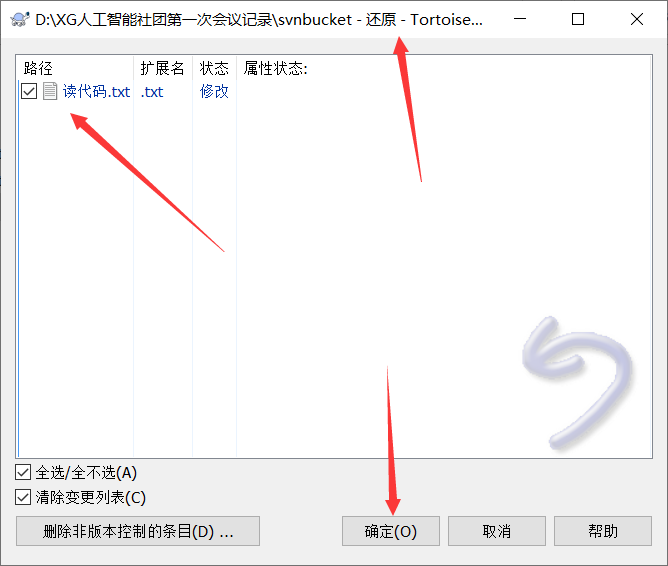 D:\XG人工智能社团第一次会议记录\svnbucket - 还原 - Tortoise...
路径 扩展名 状态 属性状态:
读代码.txt .txt 修改
全选/全不选(A)
清除变更列表(C)
删除非版本控制的条目(D) ... 确定(O) 取消 帮助